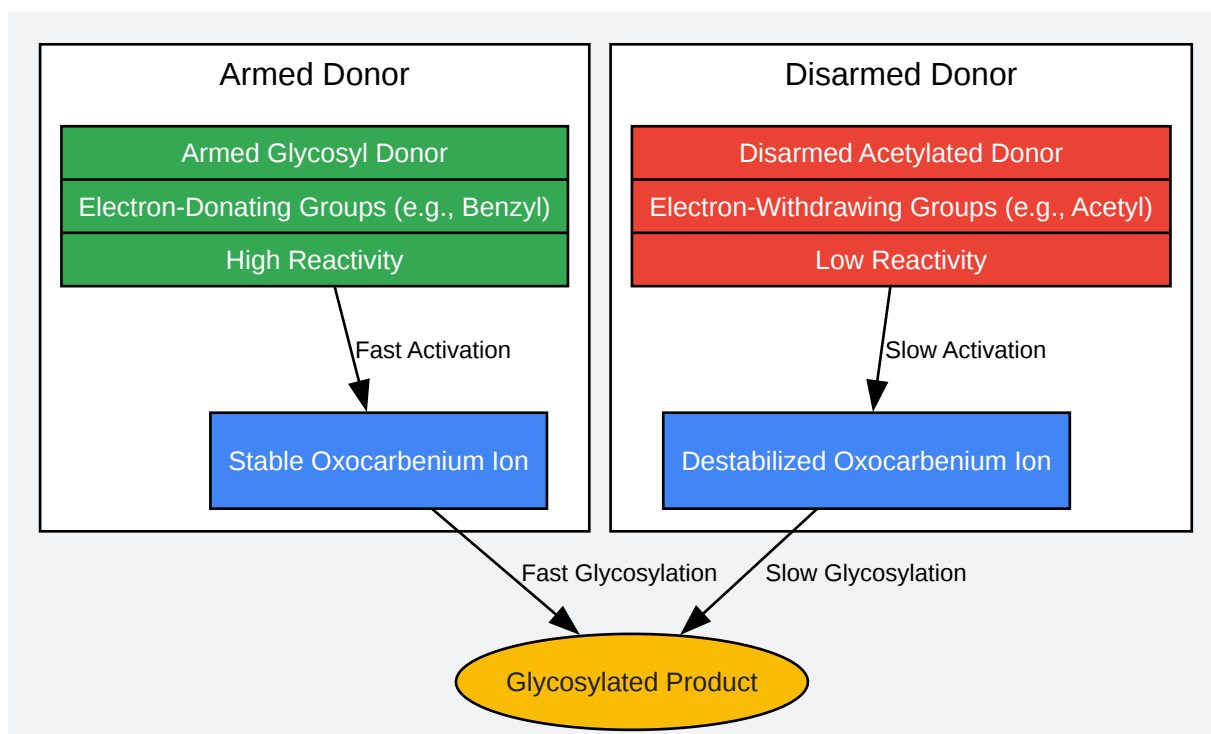 Armed Donor
Armed Glycosyl Donor
Electron-Donating Groups (e.g., Benzyl)
High Reactivity
Fast Activation
Stable Oxocarbenium Ion
Disarmed Donor
Disarmed Acetylated Donor
Electron-Withdrawing Groups (e.g., Acetyl)
Low Reactivity
Slow Activation
Destabilized Oxocarbenium Ion
Fast Glycosylation
Slow Glycosylation
Glycosylated Product